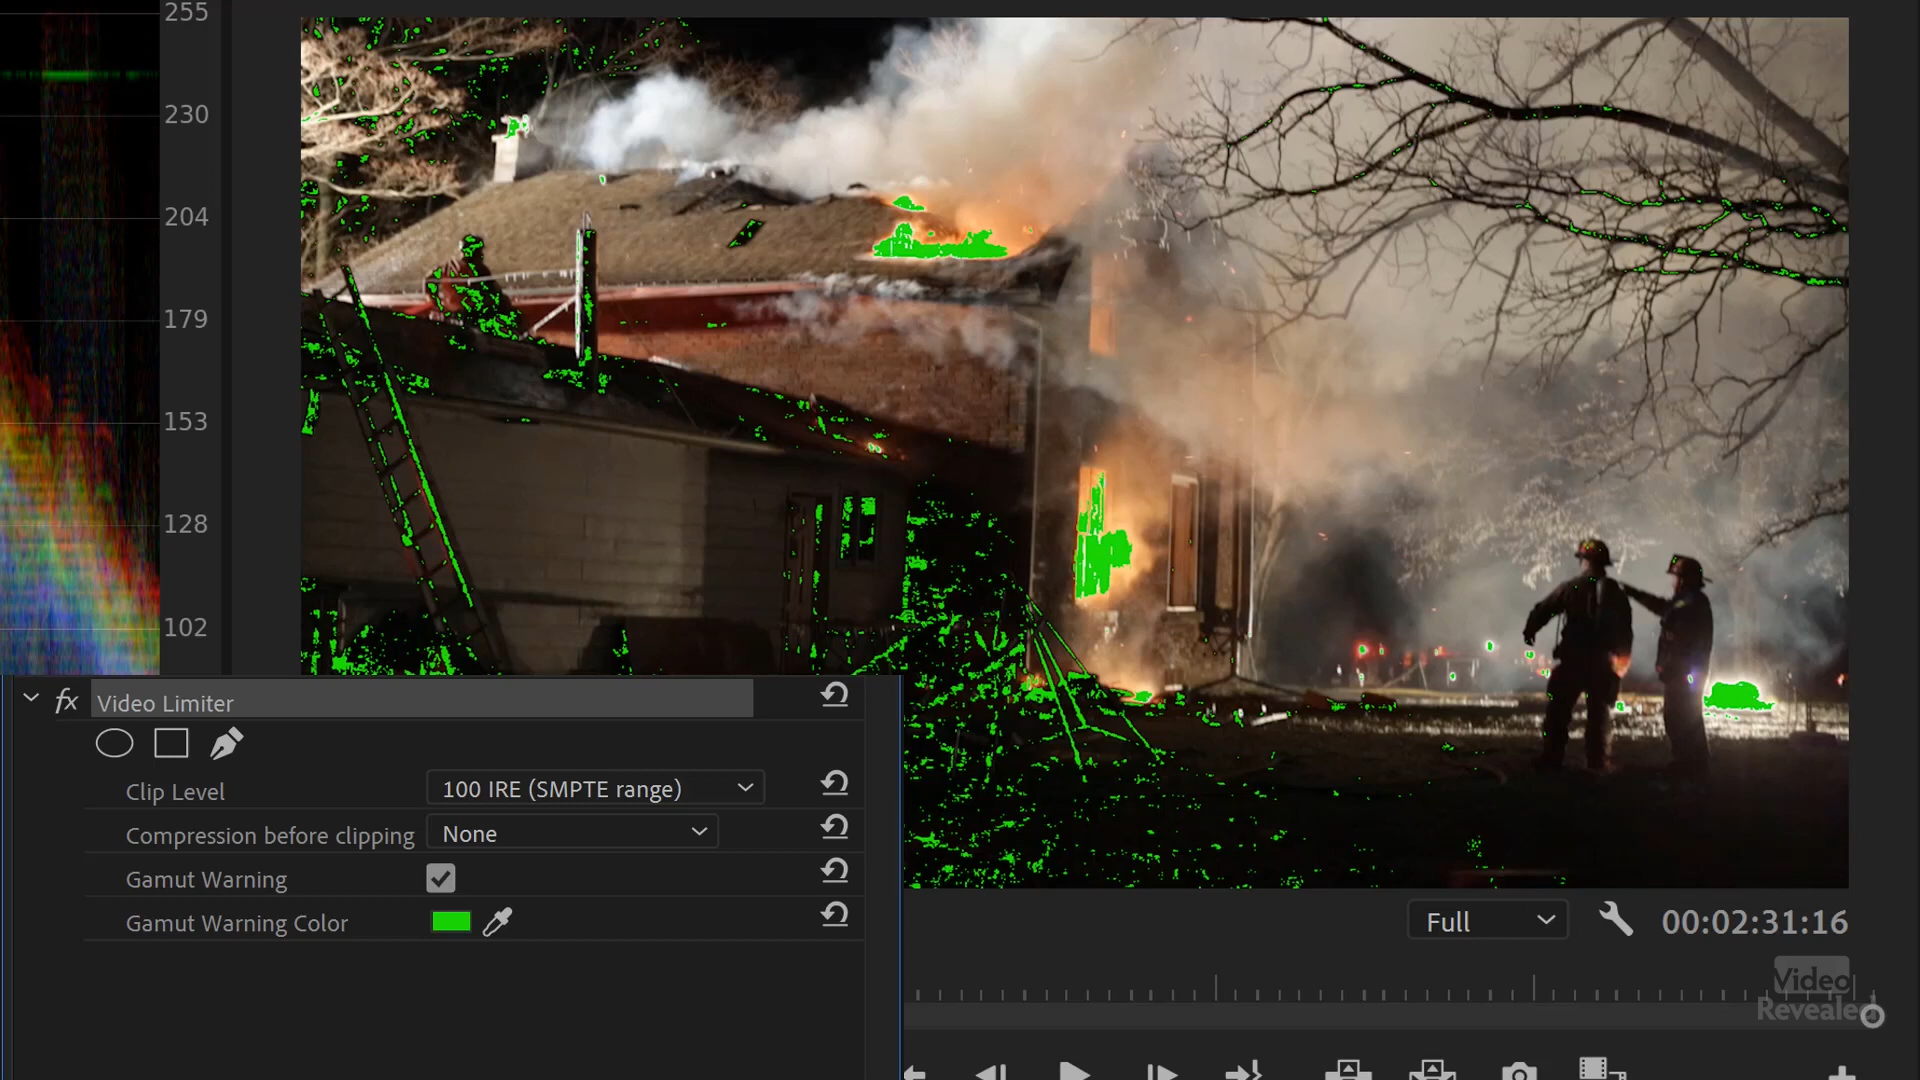 255
230
204
179
153
128
102
fx Video Limiter
Clip Level 100 IRE (SMPTE range)
Compression before clipping None
Gamut Warning
Gamut Warning Color
Full 00:02:31:16
Video
Revealed